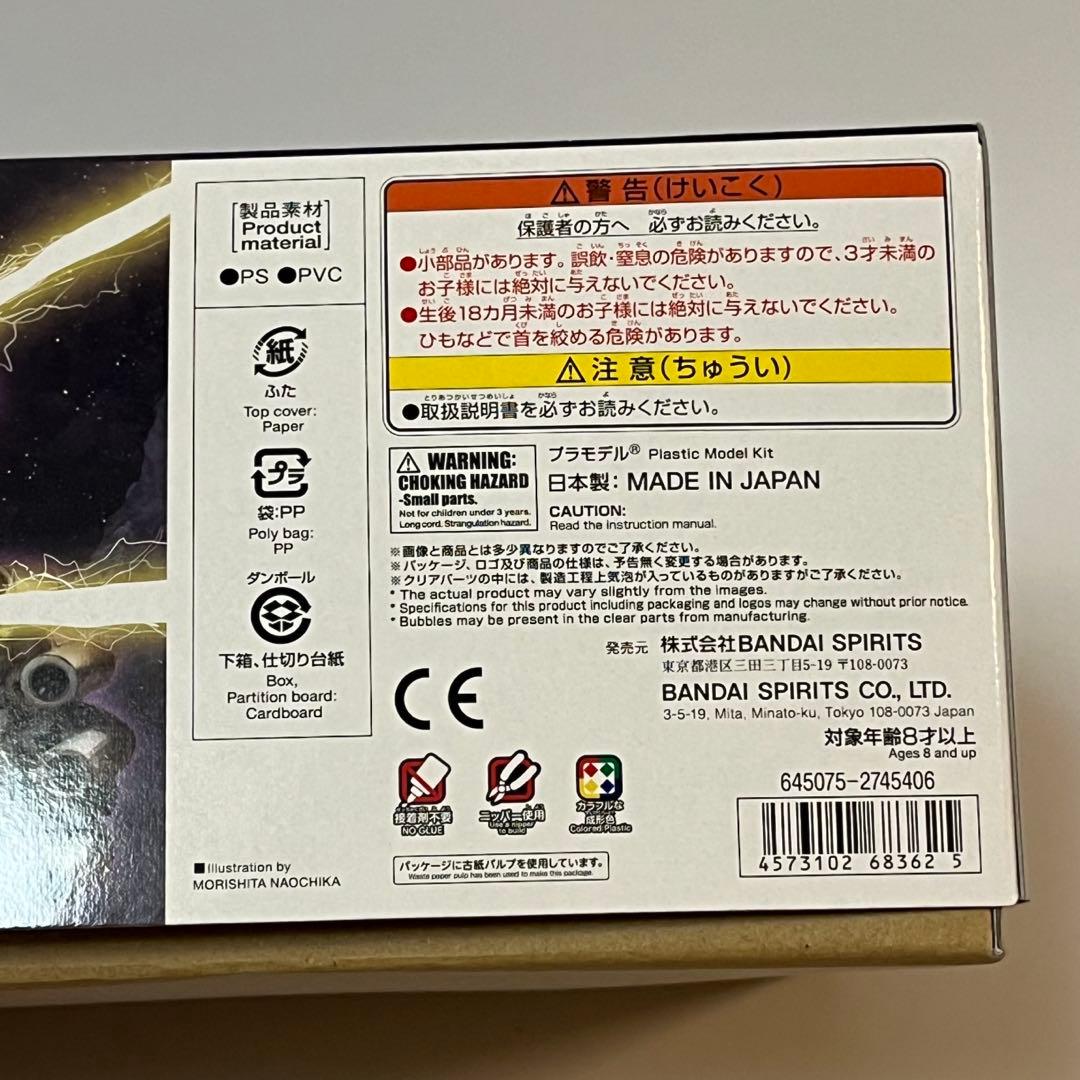 [製品素材]
Product
material
●PS ●PVC
紙
ふた
Top cover:
Paper
プラ
袋:PP
Poly bag:
PP
ダンボール
下箱、仕切り台紙
Box,
Partition board:
Cardboard
■Illustration by
MORISHITA NAOCHIKA
⚠警告(けいこく)
保護者の方へ 必ずお読みください。
●小部品があります。誤飲・窒息の危険がありますので、3才未満の
お子様には絶対に与えないでください。
●生後18カ月未満のお子様には絶対に与えないでください。
ひもなどで首を絞める危険があります。
⚠注意(ちゅうい)
●取扱説明書を必ずお読みください。
⚠WARNING:
CHOKING HAZARD
-Small parts.
Not for children under 3 years.
Long cord. Strangulation hazard.
プラモデル® Plastic Model Kit
日本製: MADE IN JAPAN
CAUTION:
Read the instruction manual.
※画像と商品とは多少異なりますのでご了承ください。
※パッケージ、ロゴ及び商品の仕様は、予告無く変更する場合があります。
※クリアパーツの中には、製造工程上気泡が入っているものがありますがご了承ください。
* The actual product may vary slightly from the images.
* Specifications for this product including packaging and logos may change without prior notice.
* Bubbles may be present in the clear parts from manufacturing.
発売元 株式会社BANDAI SPIRITS
東京都港区三田三丁目5-19 〒108-0073
BANDAI SPIRITS CO., LTD.
3-5-19, Mita, Minato-ku, Tokyo 108-0073 Japan
対象年齢8才以上
Ages 8 and up
CE
接着剤不要
NO GLUE
ニッパー使用
Use a nipper
to build
カラフルな
成形色
Colored Plastic
パッケージに古紙パルプを使用しています。
Waste paper pulp has been used to make this package.
645075-2745406
4573102 683625